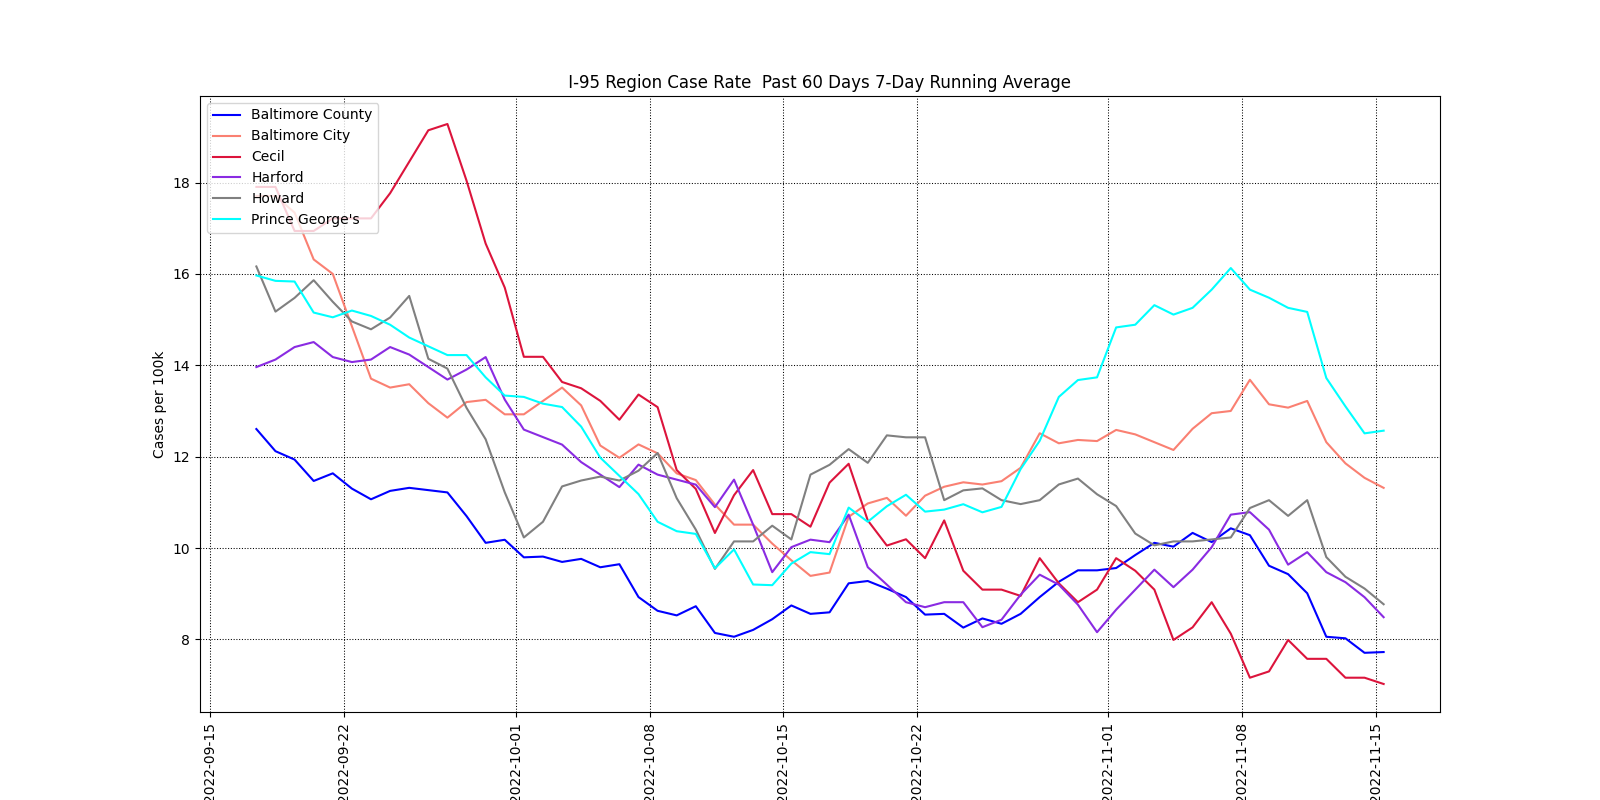 I-95 Region Case Rate  Past 60 Days 7-Day Running Average
Baltimore County
Baltimore City
Cecil
Harford
Howard
Prince George's
Cases per 100k
18
16
14
12
10
8
2022-09-15
2022-09-22
2022-10-01
2022-10-08
2022-10-15
2022-10-22
2022-11-01
2022-11-08
2022-11-15